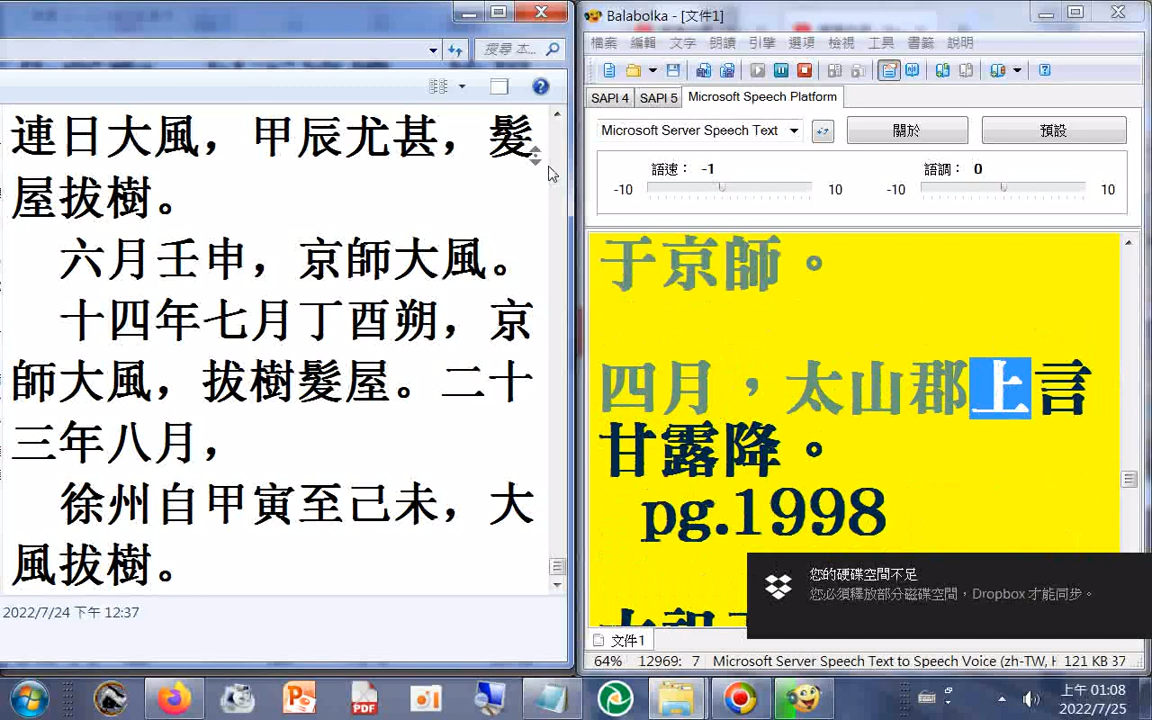 搜尋 本...
連日大風，甲辰尤甚，髮
屋拔樹。
六月壬申，京師大風。
十四年七月丁酉朔，京
師大風，拔樹髮屋。二十
三年八月，
徐州自甲寅至己未，大
風拔樹。
2022/7/24 下午 12:37
Balabolka - [文件1]
檔案 編輯 文字 朗讀 引擎 選項 檢視 工具 書籤 說明
SAPI 4 SAPI 5 Microsoft Speech Platform
Microsoft Server Speech Text 關於 預設
語速： -1 語調： 0
-10 10 -10 10
于京師。
四月，太山郡上言
甘露降。
pg.1998
您的硬碟空間不足
您必須釋放部分磁碟空間，Dropbox 才能同步。
文件1
64% 12969: 7 Microsoft Server Speech Text to Speech Voice (zh-TW, H 121 KB 37
PDF
上午 01:08
2022/7/25